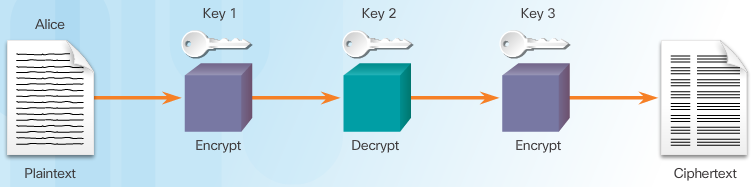 Alice
Key 1
Key 2
Key 3
Plaintext
Encrypt
Decrypt
Encrypt
Ciphertext